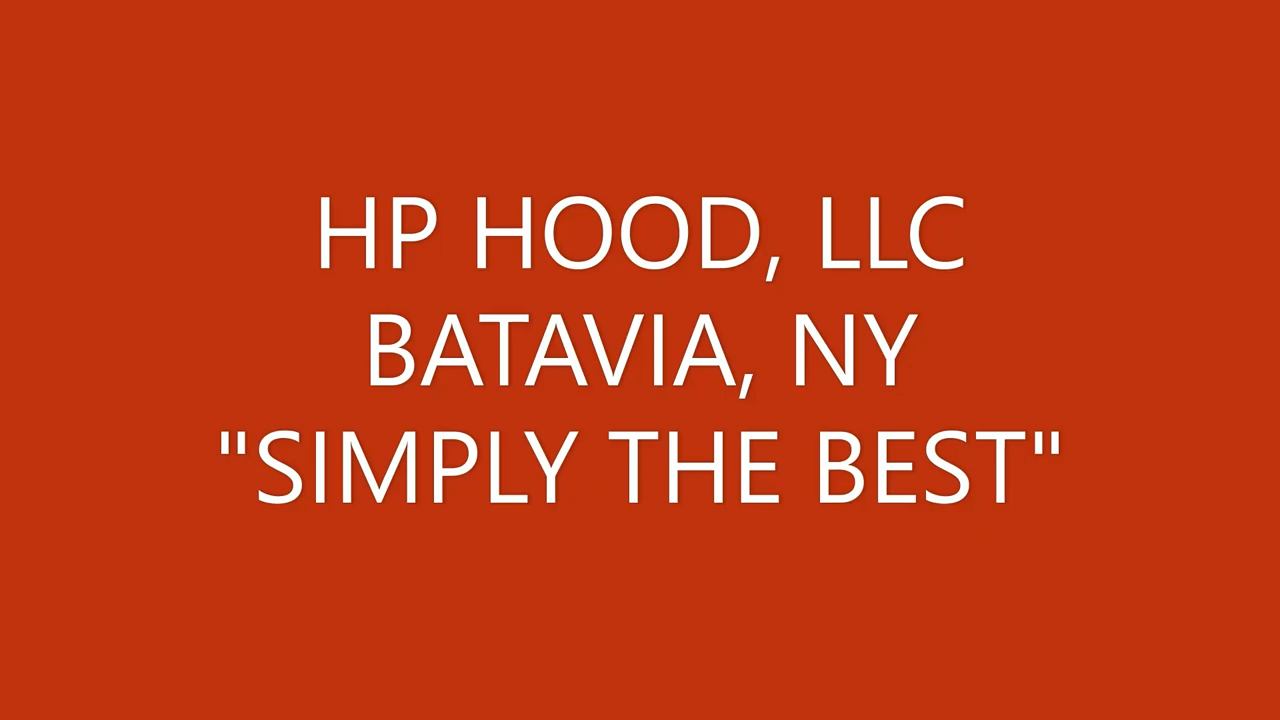 HP HOOD, LLC
BATAVIA, NY
"SIMPLY THE BEST"